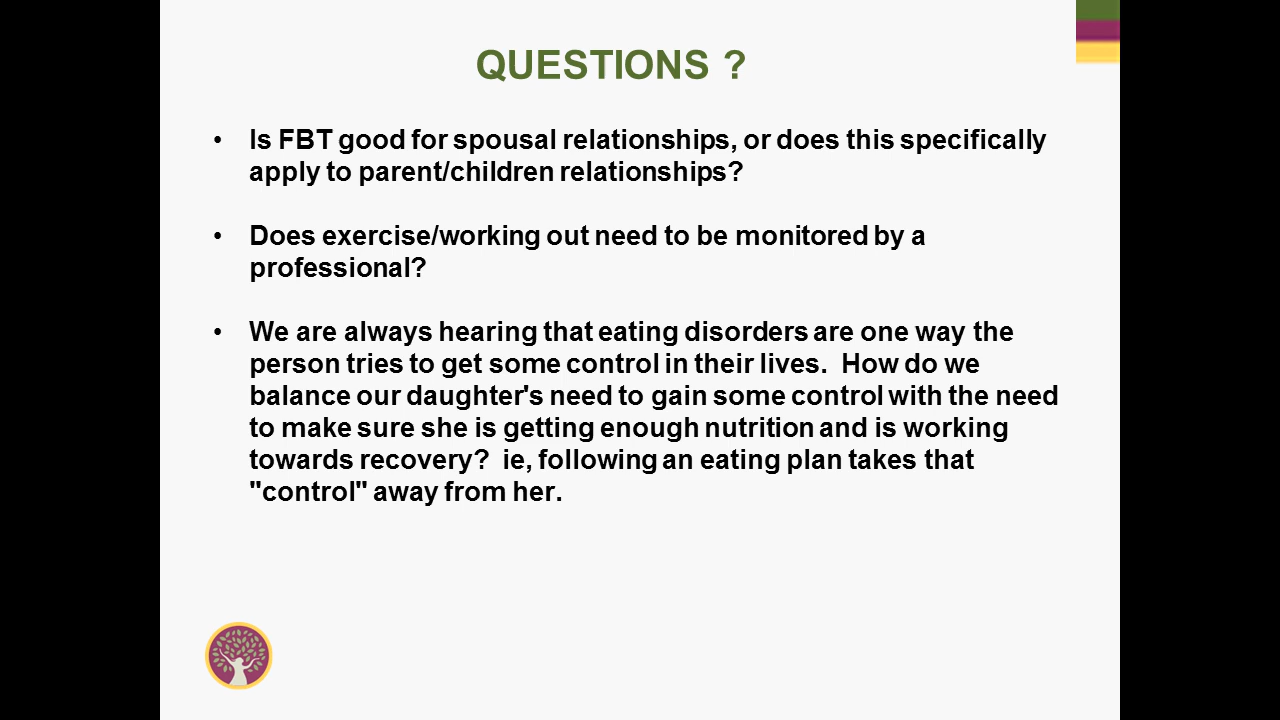 QUESTIONS ?
• Is FBT good for spousal relationships, or does this specifically
apply to parent/children relationships?
• Does exercise/working out need to be monitored by a
professional?
• We are always hearing that eating disorders are one way the
person tries to get some control in their lives.  How do we
balance our daughter's need to gain some control with the need
to make sure she is getting enough nutrition and is working
towards recovery?  ie, following an eating plan takes that
"control" away from her.